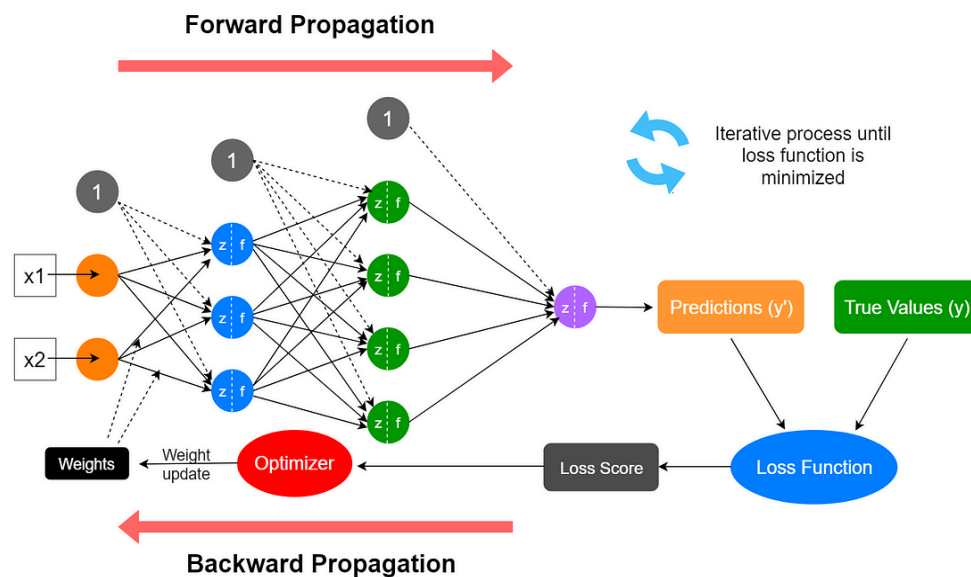 Forward Propagation
1
1
1
Iterative process until
loss function is
minimized
z f
z f
x1
z f
z f
x2
z f
z f
z f
z f
Predictions (y')
True Values (y)
Weights
Weight
update
Optimizer
Loss Score
Loss Function
Backward Propagation